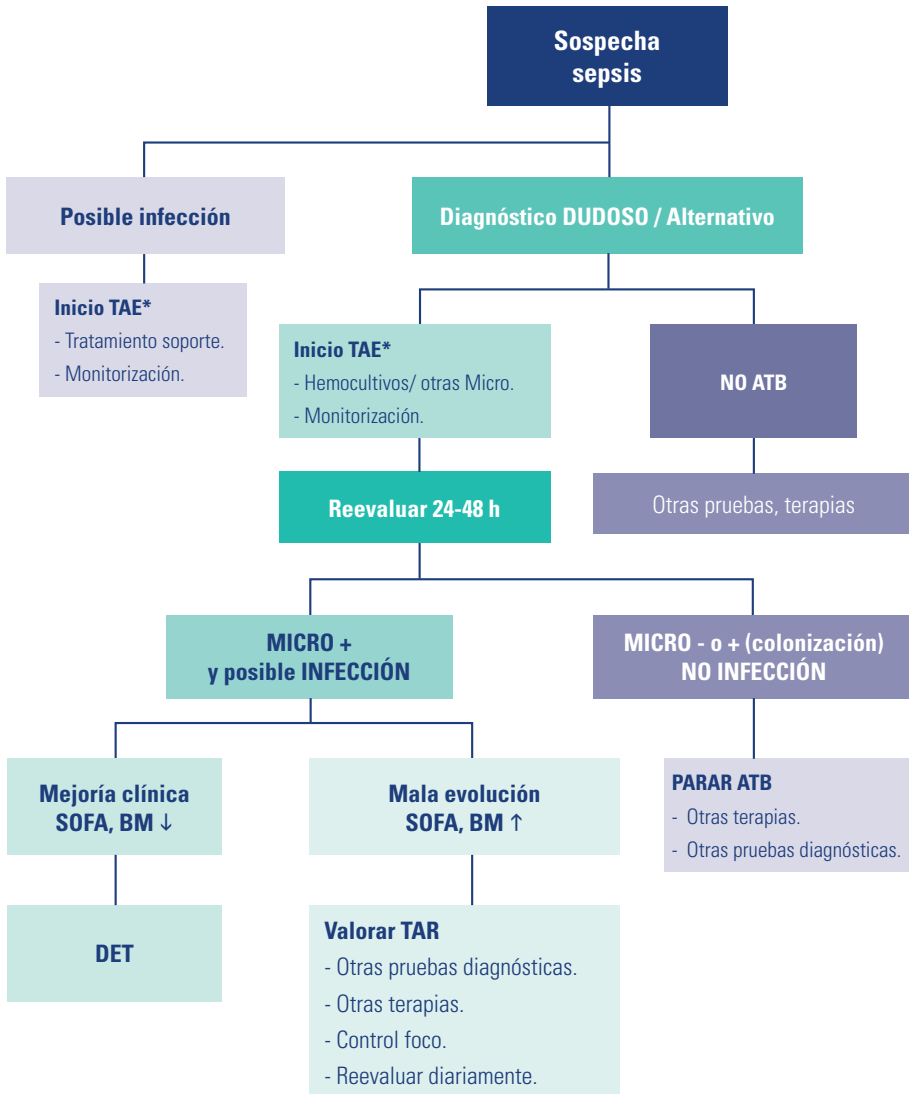 Sospecha
sepsis
Posible infección
Diagnóstico DUDOSO / Alternativo
Inicio TAE*
- Tratamiento soporte.
- Monitorización.
Inicio TAE*
- Hemocultivos/ otras Micro.
- Monitorización.
NO ATB
Reevaluar 24-48 h
Otras pruebas, terapias
MICRO +
y posible INFECCIÓN
MICRO - o + (colonización)
NO INFECCIÓN
Mejoría clínica
SOFA, BM ↓
Mala evolución
SOFA, BM ↑
PARAR ATB
- Otras terapias.
- Otras pruebas diagnósticas.
DET
Valorar TAR
- Otras pruebas diagnósticas.
- Otras terapias.
- Control foco.
- Reevaluar diariamente.